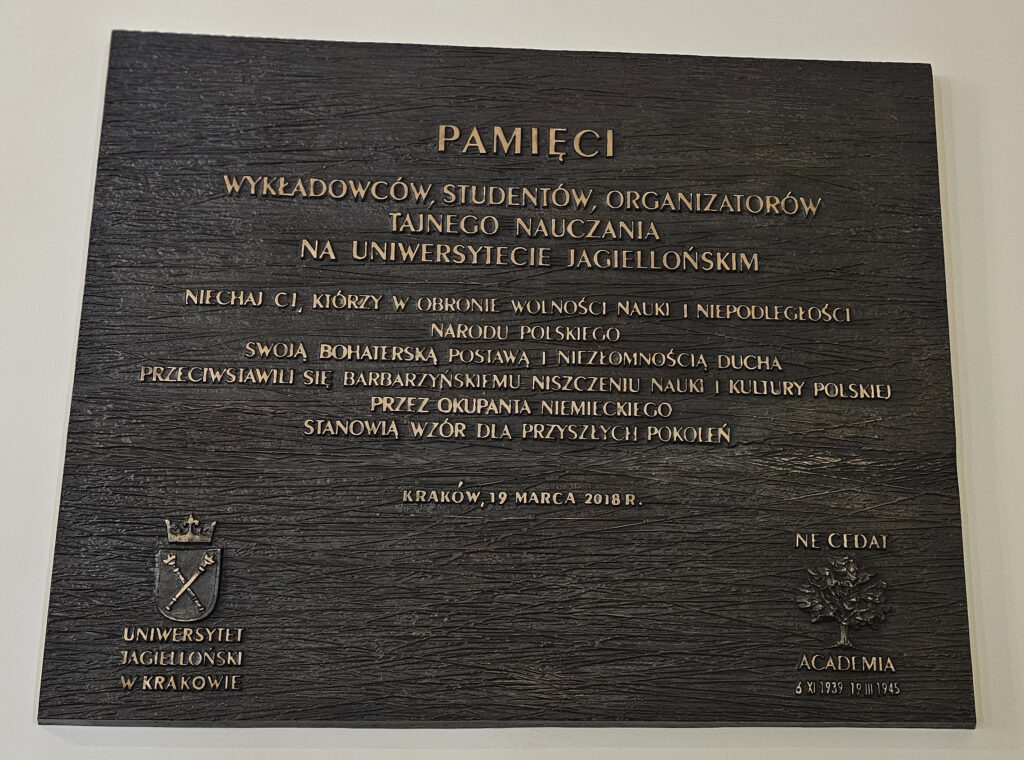 PAMIĘCI
WYKŁADOWCÓW, STUDENTÓW, ORGANIZATORÓW
TAJNEGO NAUCZANIA
NA UNIWERSYTECIE JAGIELLOŃSKIM
NIECHAJ CI, KTÓRZY W OBRONIE WOLNOŚCI NAUKI I NIEPODLEGŁOŚCI
NARODU POLSKIEGO
SWOJĄ BOHATERSKĄ POSTAWĄ I NIEZŁOMNOŚCIĄ DUCHA
PRZECIWSTAWILI SIĘ BARBARZYŃSKIEMU NISZCZENIU NAUKI I KULTURY POLSKIEJ
PRZEZ OKUPANTA NIEMIECKIEGO
STANOWIĄ WZÓR DLA PRZYSZŁYCH POKOLEŃ
KRAKÓW, 19 MARCA 2018 R.
UNIWERSYTET
JAGIELLOŃSKI
W KRAKOWIE
NE CEDAT
ACADEMIA
6 XI 1939 19 III 1945